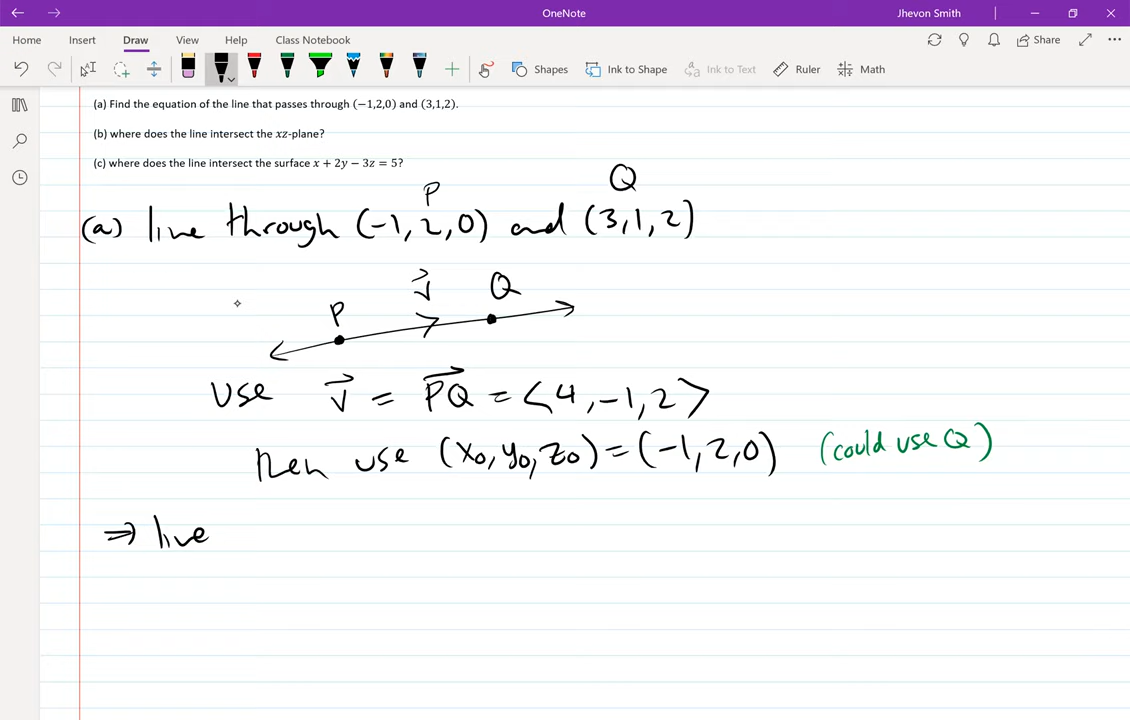 OneNote
Jhevon Smith
Home Insert Draw View Help Class Notebook
Share
Shapes Ink to Shape Ink to Text Ruler Math
(a) Find the equation of the line that passes through (−1,2,0) and (3,1,2).
(b) where does the line intersect the xz-plane?
(c) where does the line intersect the surface x + 2y − 3z = 5?
P Q
(a) line through (-1, 2, 0) and (3, 1, 2)
P v⃗ Q
Use v⃗ = PQ⃗ = <4, -1, 2>
Then use (x₀, y₀, z₀) = (-1, 2, 0) (could use Q)
⇒ line